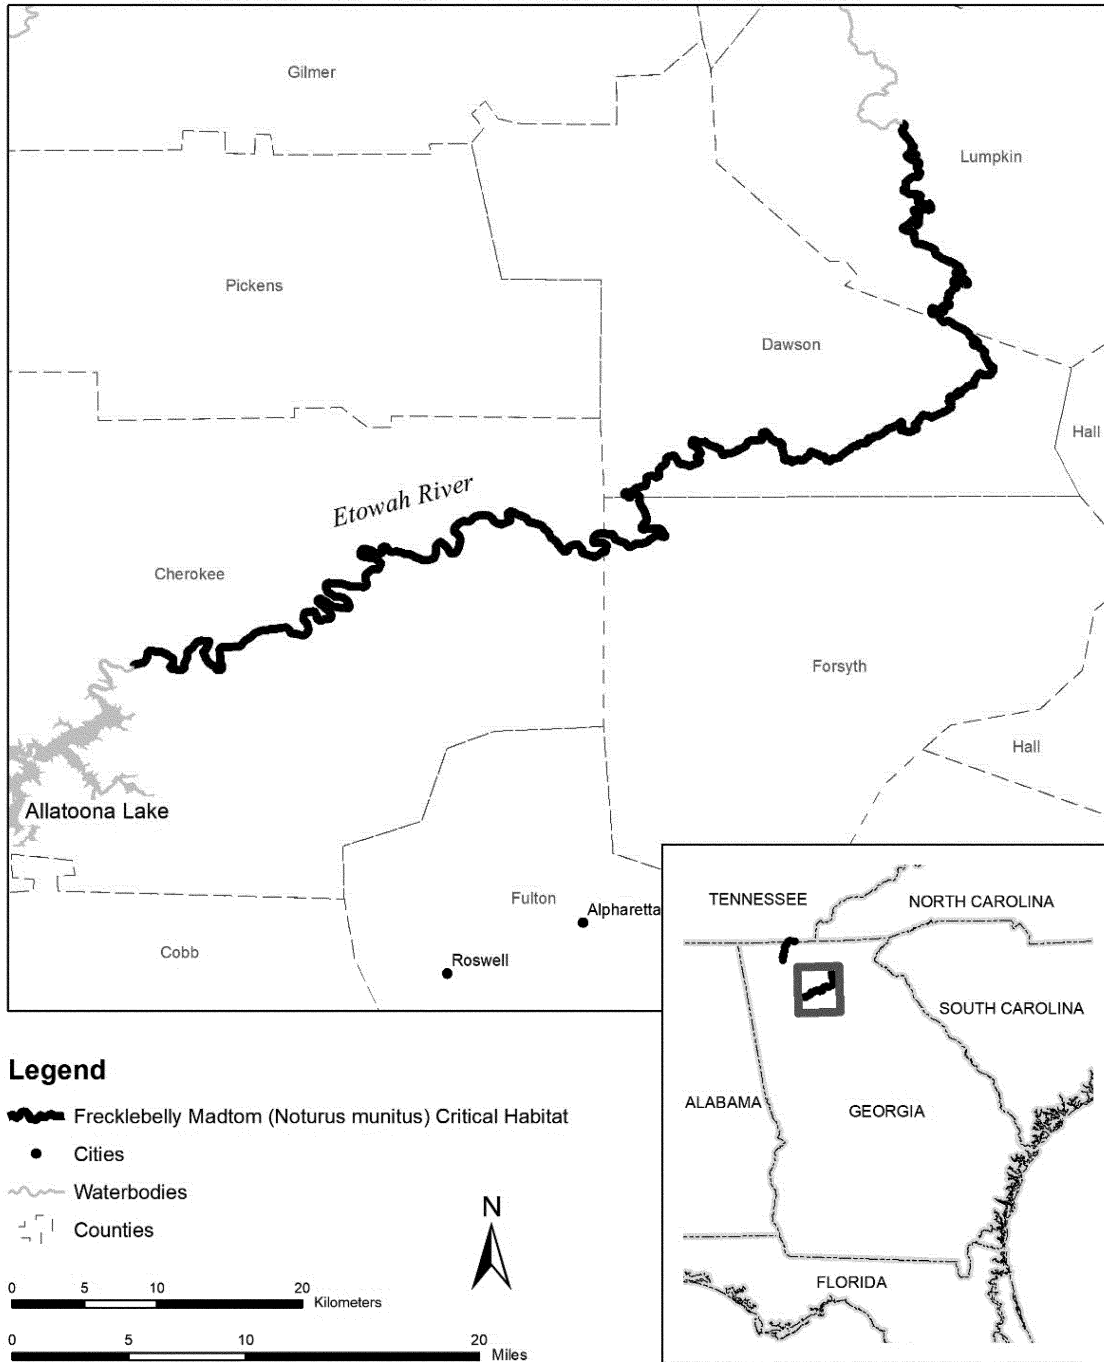 Gilmer
Lumpkin
Pickens
Dawson
Hall
Etowah River
Cherokee
Forsyth
Hall
Allatoona Lake
Fulton
Alpharetta
Cobb
Roswell
TENNESSEE
NORTH CAROLINA
SOUTH CAROLINA
ALABAMA
GEORGIA
FLORIDA
Legend
Frecklebelly Madtom (Noturus munitus) Critical Habitat
Cities
Waterbodies
Counties
N
0 5 10 20
Kilometers
0 5 10 20
Miles